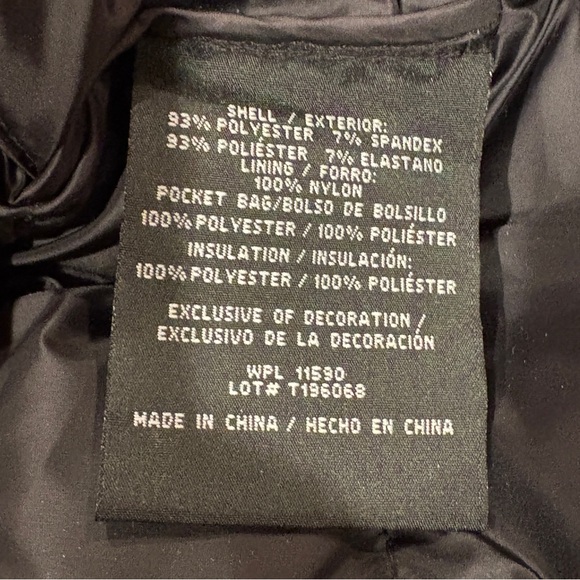 SHELL / EXTERIOR:
93% POLYESTER 7% SPANDEX
93% POLIÉSTER 7% ELASTANO
LINING / FORRO:
100% NYLON
POCKET BAG/BOLSO DE BOLSILLO
100% POLYESTER / 100% POLIÉSTER
INSULATION / INSULACIÓN:
100% POLYESTER / 100% POLIÉSTER
EXCLUSIVE OF DECORATION /
EXCLUSIVO DE LA DECORACIÓN
WPL 11590
LOT# T196068
MADE IN CHINA / HECHO EN CHINA